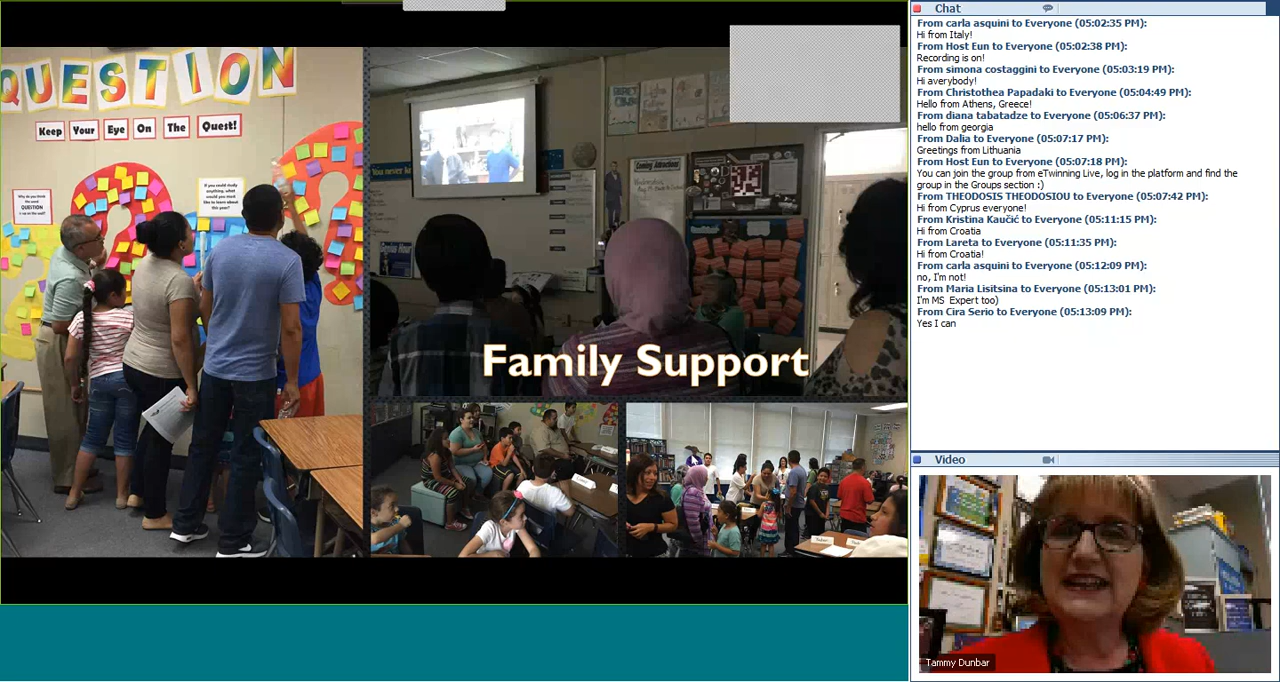 QUESTION
Keep Your Eye On The Quest!
Family Support
Chat
From carla asquini to Everyone (05:02:35 PM):
Hi from Italy!
From Host Eun to Everyone (05:02:38 PM):
Recording is on!
From simona costaggini to Everyone (05:03:19 PM):
Hi averybody!
From Christothea Papadaki to Everyone (05:04:49 PM):
Hello from Athens, Greece!
From diana tabatadze to Everyone (05:06:37 PM):
hello from georgia
From Dalia to Everyone (05:07:17 PM):
Greetings from Lithuania
From Host Eun to Everyone (05:07:18 PM):
You can join the group from eTwinning Live, log in the platform and find the
group in the Groups section :)
From THEODOSIS THEODOSIOU to Everyone (05:07:42 PM):
Hi from Cyprus everyone!
From Kristina Kaučić to Everyone (05:11:15 PM):
Hi from Croatia
From Lareta to Everyone (05:11:35 PM):
Hi from Croatia!
From carla asquini to Everyone (05:12:09 PM):
no, I'm not!
From Maria Lisitsina to Everyone (05:13:01 PM):
I'm MS  Expert too)
From Cira Serio to Everyone (05:13:09 PM):
Yes I can
Video
Tammy Dunbar